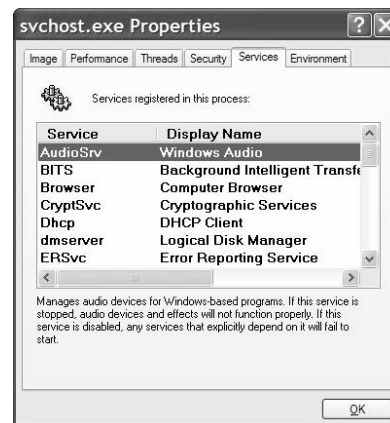 svchost.exe Properties
Image Performance Threads Security Services Environment
Services registered in this process:
Service Display Name
AudioSrv Windows Audio
BITS Background Intelligent Transfe
Browser Computer Browser
CryptSvc Cryptographic Services
Dhcp DHCP Client
dmserver Logical Disk Manager
ERSvc Error Reporting Service
Manages audio devices for Windows-based programs. If this service is
stopped, audio devices and effects will not function properly. If this
service is disabled, any services that explicitly depend on it will fail to
start.
OK